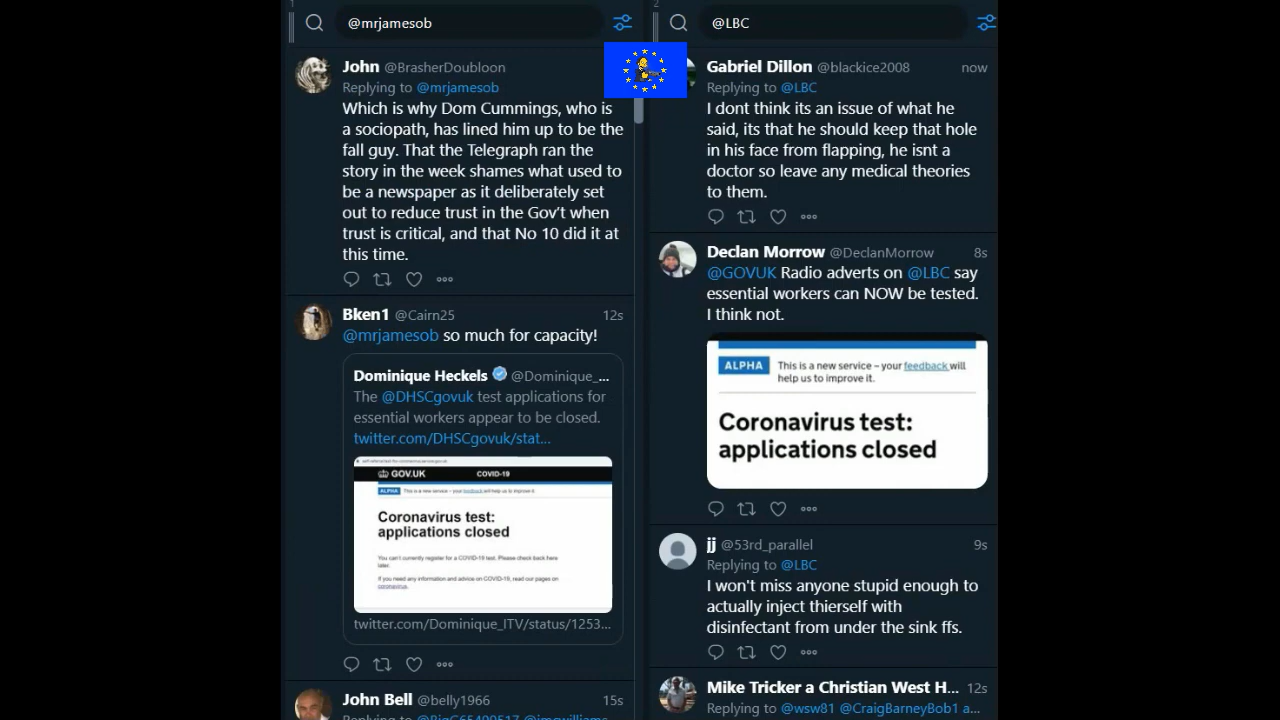 1
@mrjamesob
John @BrasherDoubloon
Replying to @mrjamesob
Which is why Dom Cummings, who is
a sociopath, has lined him up to be the
fall guy. That the Telegraph ran the
story in the week shames what used to
be a newspaper as it deliberately set
out to reduce trust in the Gov't when
trust is critical, and that No 10 did it at
this time.
Bken1 @Cairn25 12s
@mrjamesob so much for capacity!
Dominique Heckels @Dominique_...
The @DHSCgovuk test applications for
essential workers appear to be closed.
twitter.com/DHSCgovuk/stat...
GOV.UK COVID-19
ALPHA This is a new service – your feedback will help us to improve it.
Coronavirus test:
applications closed
You can't currently register for a COVID-19 test. Please check back here
later.
If you need any information and advice on COVID-19, read our pages on
coronavirus.
twitter.com/Dominique_ITV/status/1253...
John Bell @belly1966 15s
2
@LBC
Gabriel Dillon @blackice2008 now
Replying to @LBC
I dont think its an issue of what he
said, its that he should keep that hole
in his face from flapping, he isnt a
doctor so leave any medical theories
to them.
Declan Morrow @DeclanMorrow 8s
@GOVUK Radio adverts on @LBC say
essential workers can NOW be tested.
I think not.
ALPHA This is a new service – your feedback will
help us to improve it.
Coronavirus test:
applications closed
jj @53rd_parallel 9s
Replying to @LBC
I won't miss anyone stupid enough to
actually inject thierself with
disinfectant from under the sink ffs.
Mike Tricker a Christian West H... 12s
Replying to @wsw81 @CraigBarneyBob1 a...